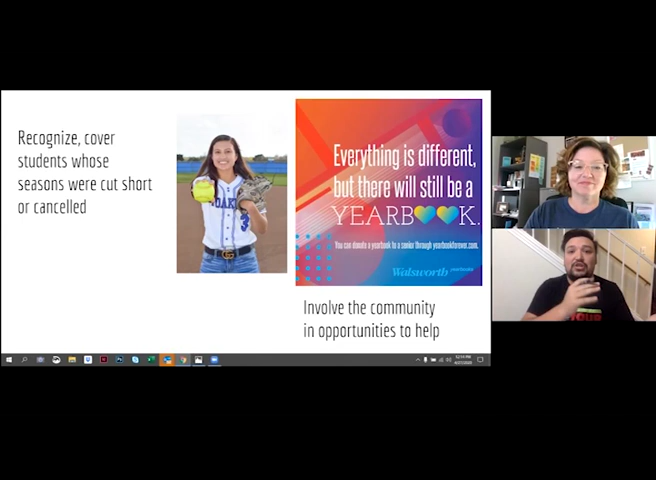 Recognize, cover
students whose
seasons were cut short
or cancelled
Everything is different,
but there will still be a
YEARBOOK.
You can donate a yearbook to a senior through yearbookforever.com.
Walsworth
Involve the community
in opportunities to help